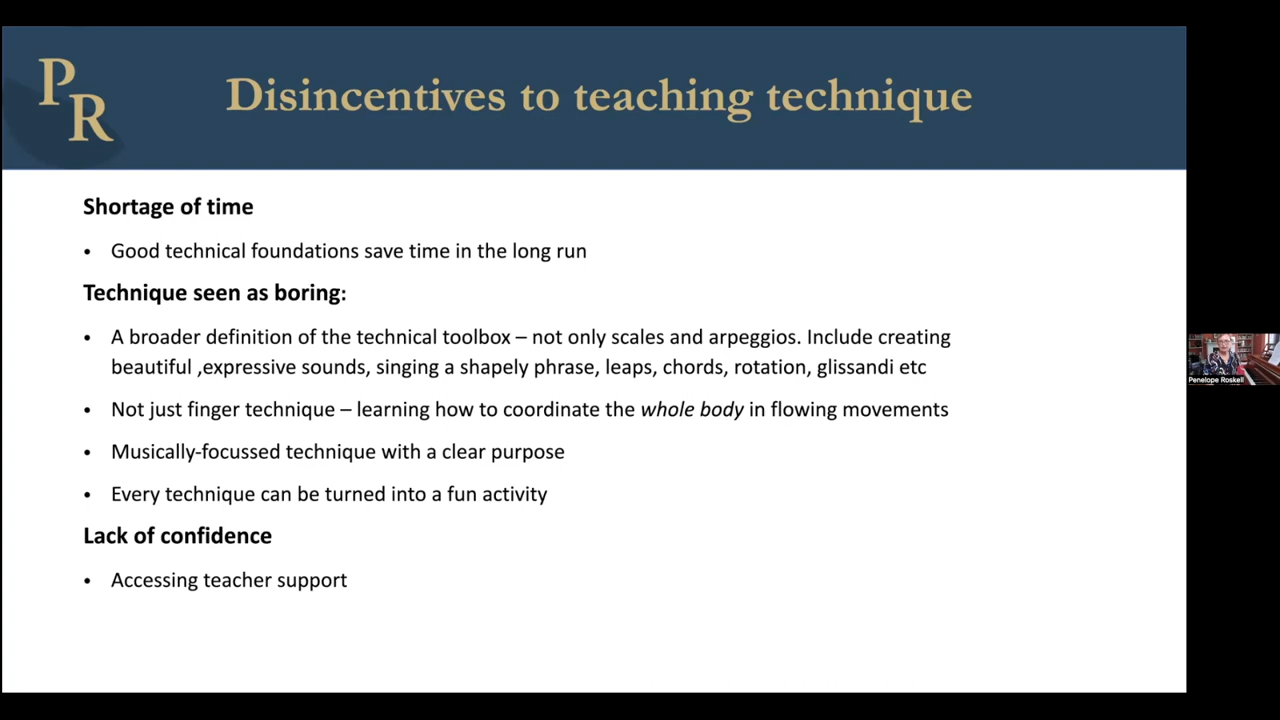 P
R
Disincentives to teaching technique
Shortage of time
• Good technical foundations save time in the long run
Technique seen as boring:
• A broader definition of the technical toolbox – not only scales and arpeggios. Include creating
beautiful ,expressive sounds, singing a shapely phrase, leaps, chords, rotation, glissandi etc
• Not just finger technique – learning how to coordinate the whole body in flowing movements
• Musically-focussed technique with a clear purpose
• Every technique can be turned into a fun activity
Lack of confidence
• Accessing teacher support
Penelope Roskell